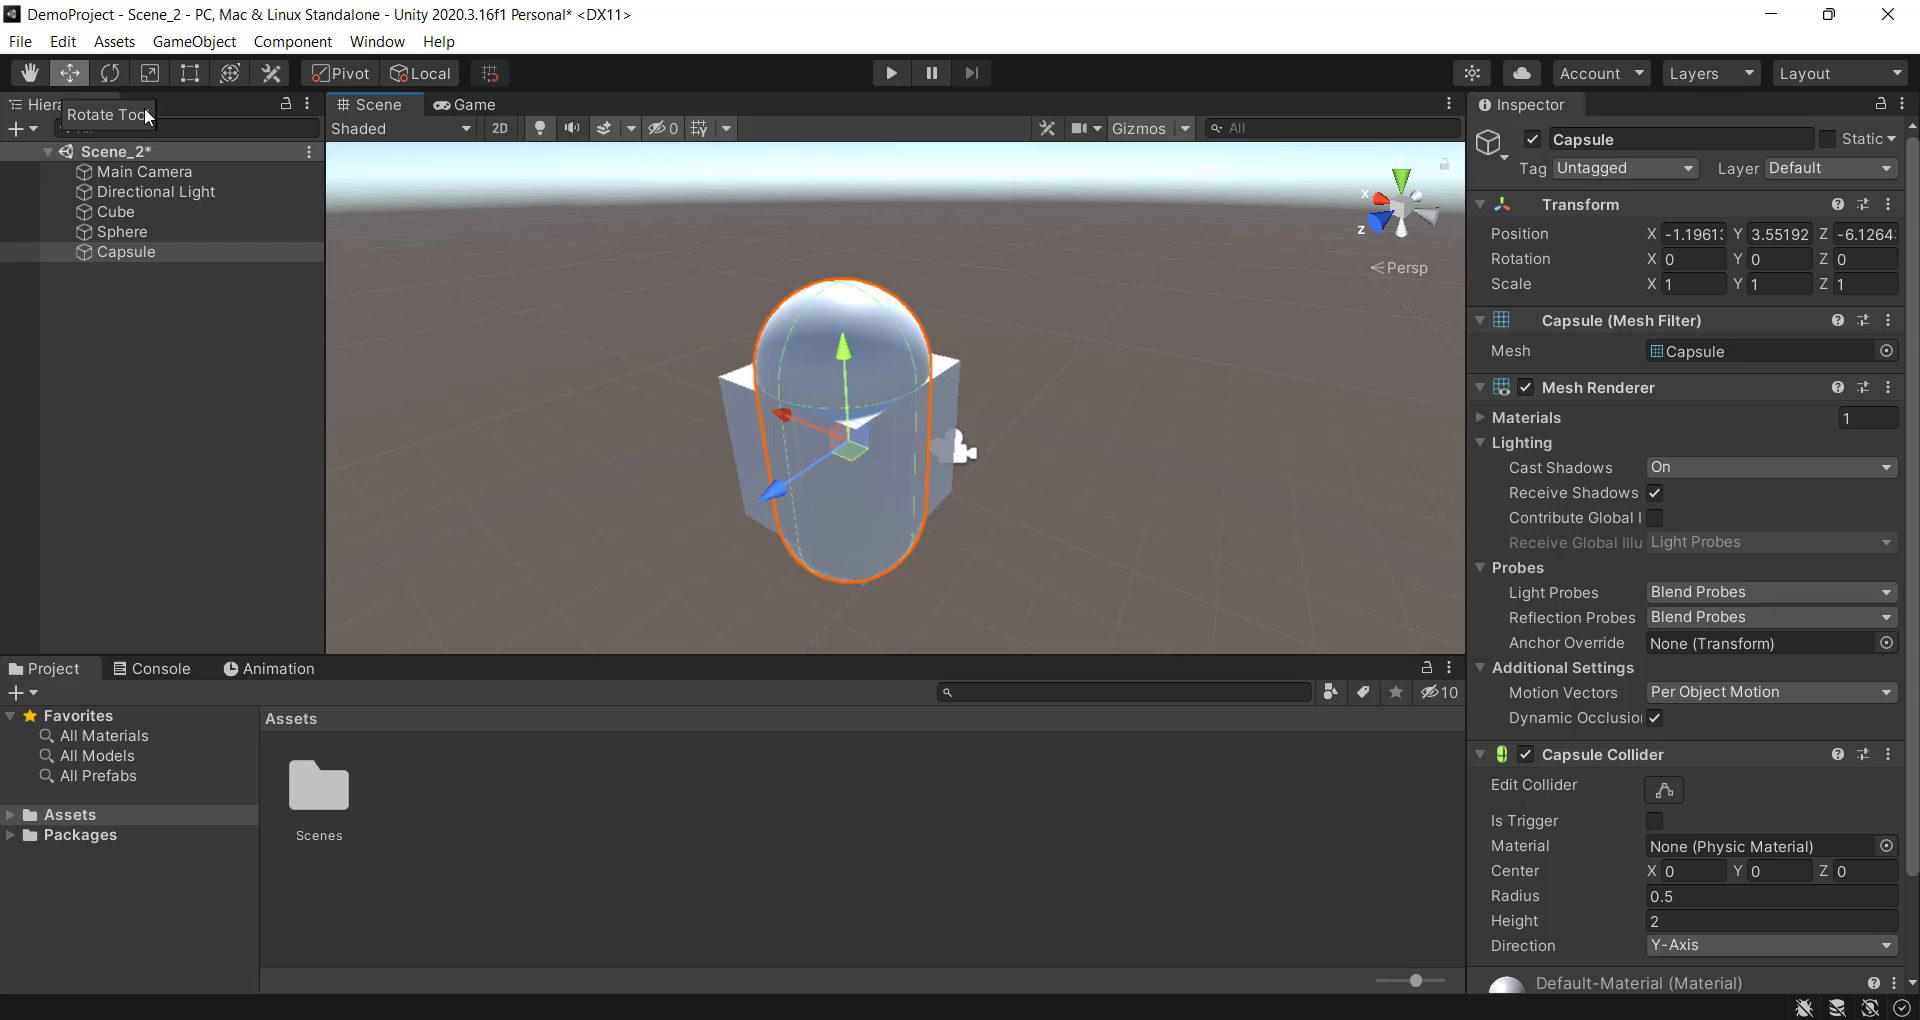 DemoProject - Scene_2 - PC, Mac & Linux Standalone - Unity 2020.3.16f1 Personal* <DX11>
File Edit Assets GameObject Component Window Help
Pivot Local Account Layers Layout
Hiera
Rotate Too
Scene_2*
Main Camera
Directional Light
Cube
Sphere
Capsule
Scene Game
Shaded 2D 0 Gizmos All
x
z
Persp
Inspector
Capsule Static
Tag Untagged Layer Default
Transform
Position X -1.1961 Y 3.55192 Z -6.1264
Rotation X 0 Y 0 Z 0
Scale X 1 Y 1 Z 1
Capsule (Mesh Filter)
Mesh Capsule
Mesh Renderer
Materials 1
Lighting
Cast Shadows On
Receive Shadows
Contribute Global I
Receive Global Illu Light Probes
Probes
Light Probes Blend Probes
Reflection Probes Blend Probes
Anchor Override None (Transform)
Additional Settings
Motion Vectors Per Object Motion
Dynamic Occlusion
Capsule Collider
Edit Collider
Is Trigger
Material None (Physic Material)
Center X 0 Y 0 Z 0
Radius 0.5
Height 2
Direction Y-Axis
Default-Material (Material)
Project Console Animation
10
Favorites
All Materials
All Models
All Prefabs
Assets
Packages
Assets
Scenes